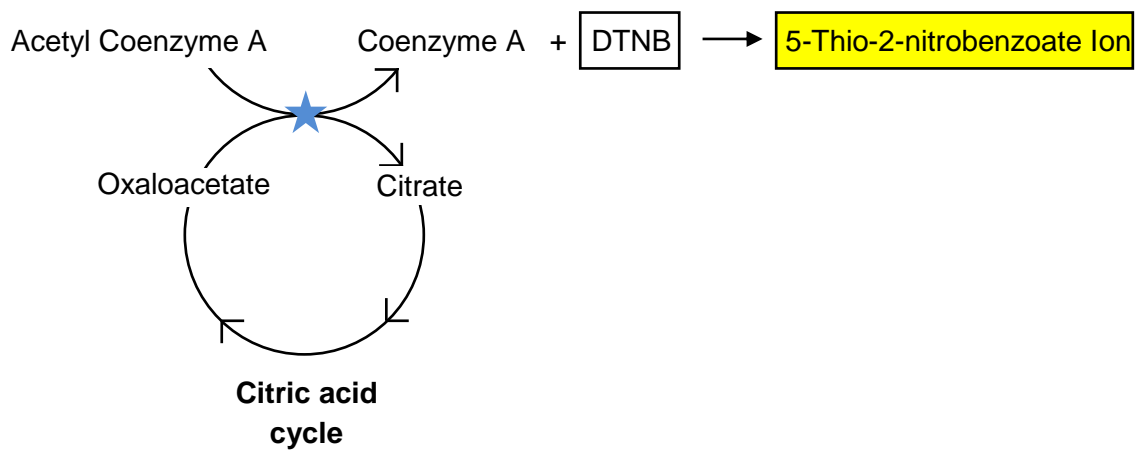 Acetyl Coenzyme A Coenzyme A + DTNB 5-Thio-2-nitrobenzoate Ion
Oxaloacetate Citrate
Citric acid
cycle